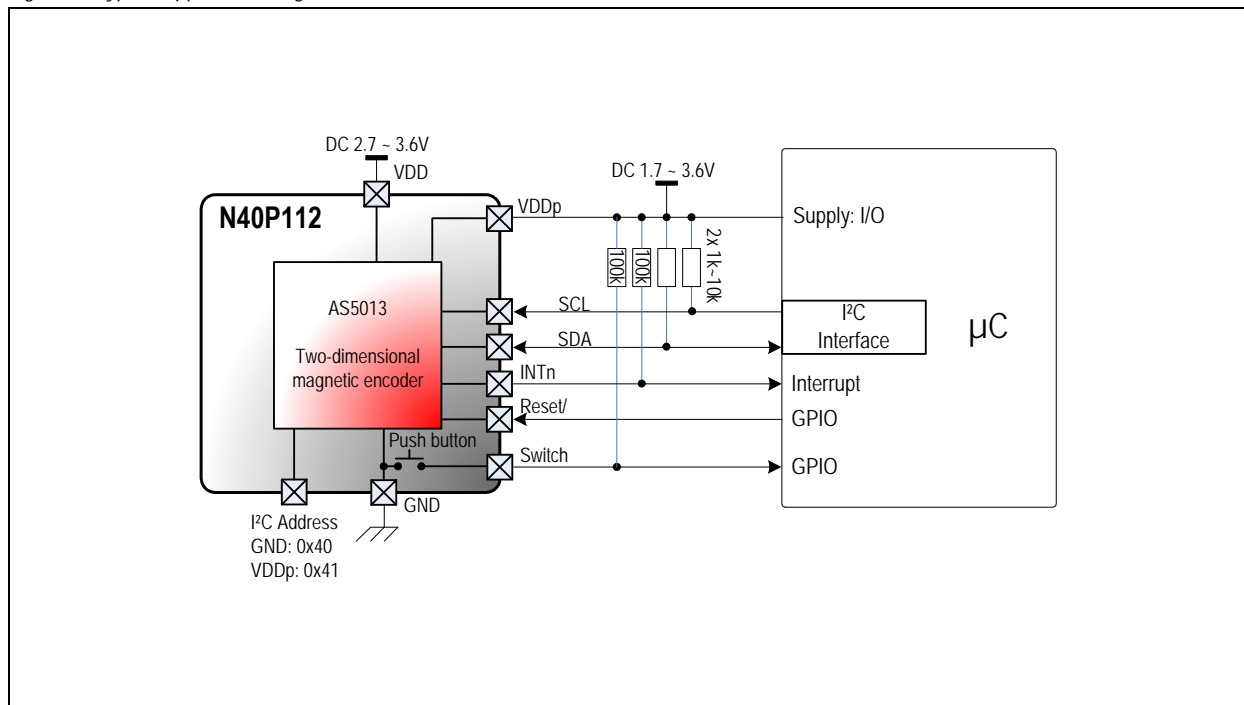 DC 2.7 ~ 3.6V
VDD
N40P112
VDDp
DC 1.7 ~ 3.6V
Supply: I/O
100k
100k
2x 1k~10k
AS5013
Two-dimensional
magnetic encoder
SCL
SDA
INTn
Reset/
Switch
Push button
I²C
Interface
µC
Interrupt
GPIO
GPIO
GND
I²C Address
GND: 0x40
VDDp: 0x41